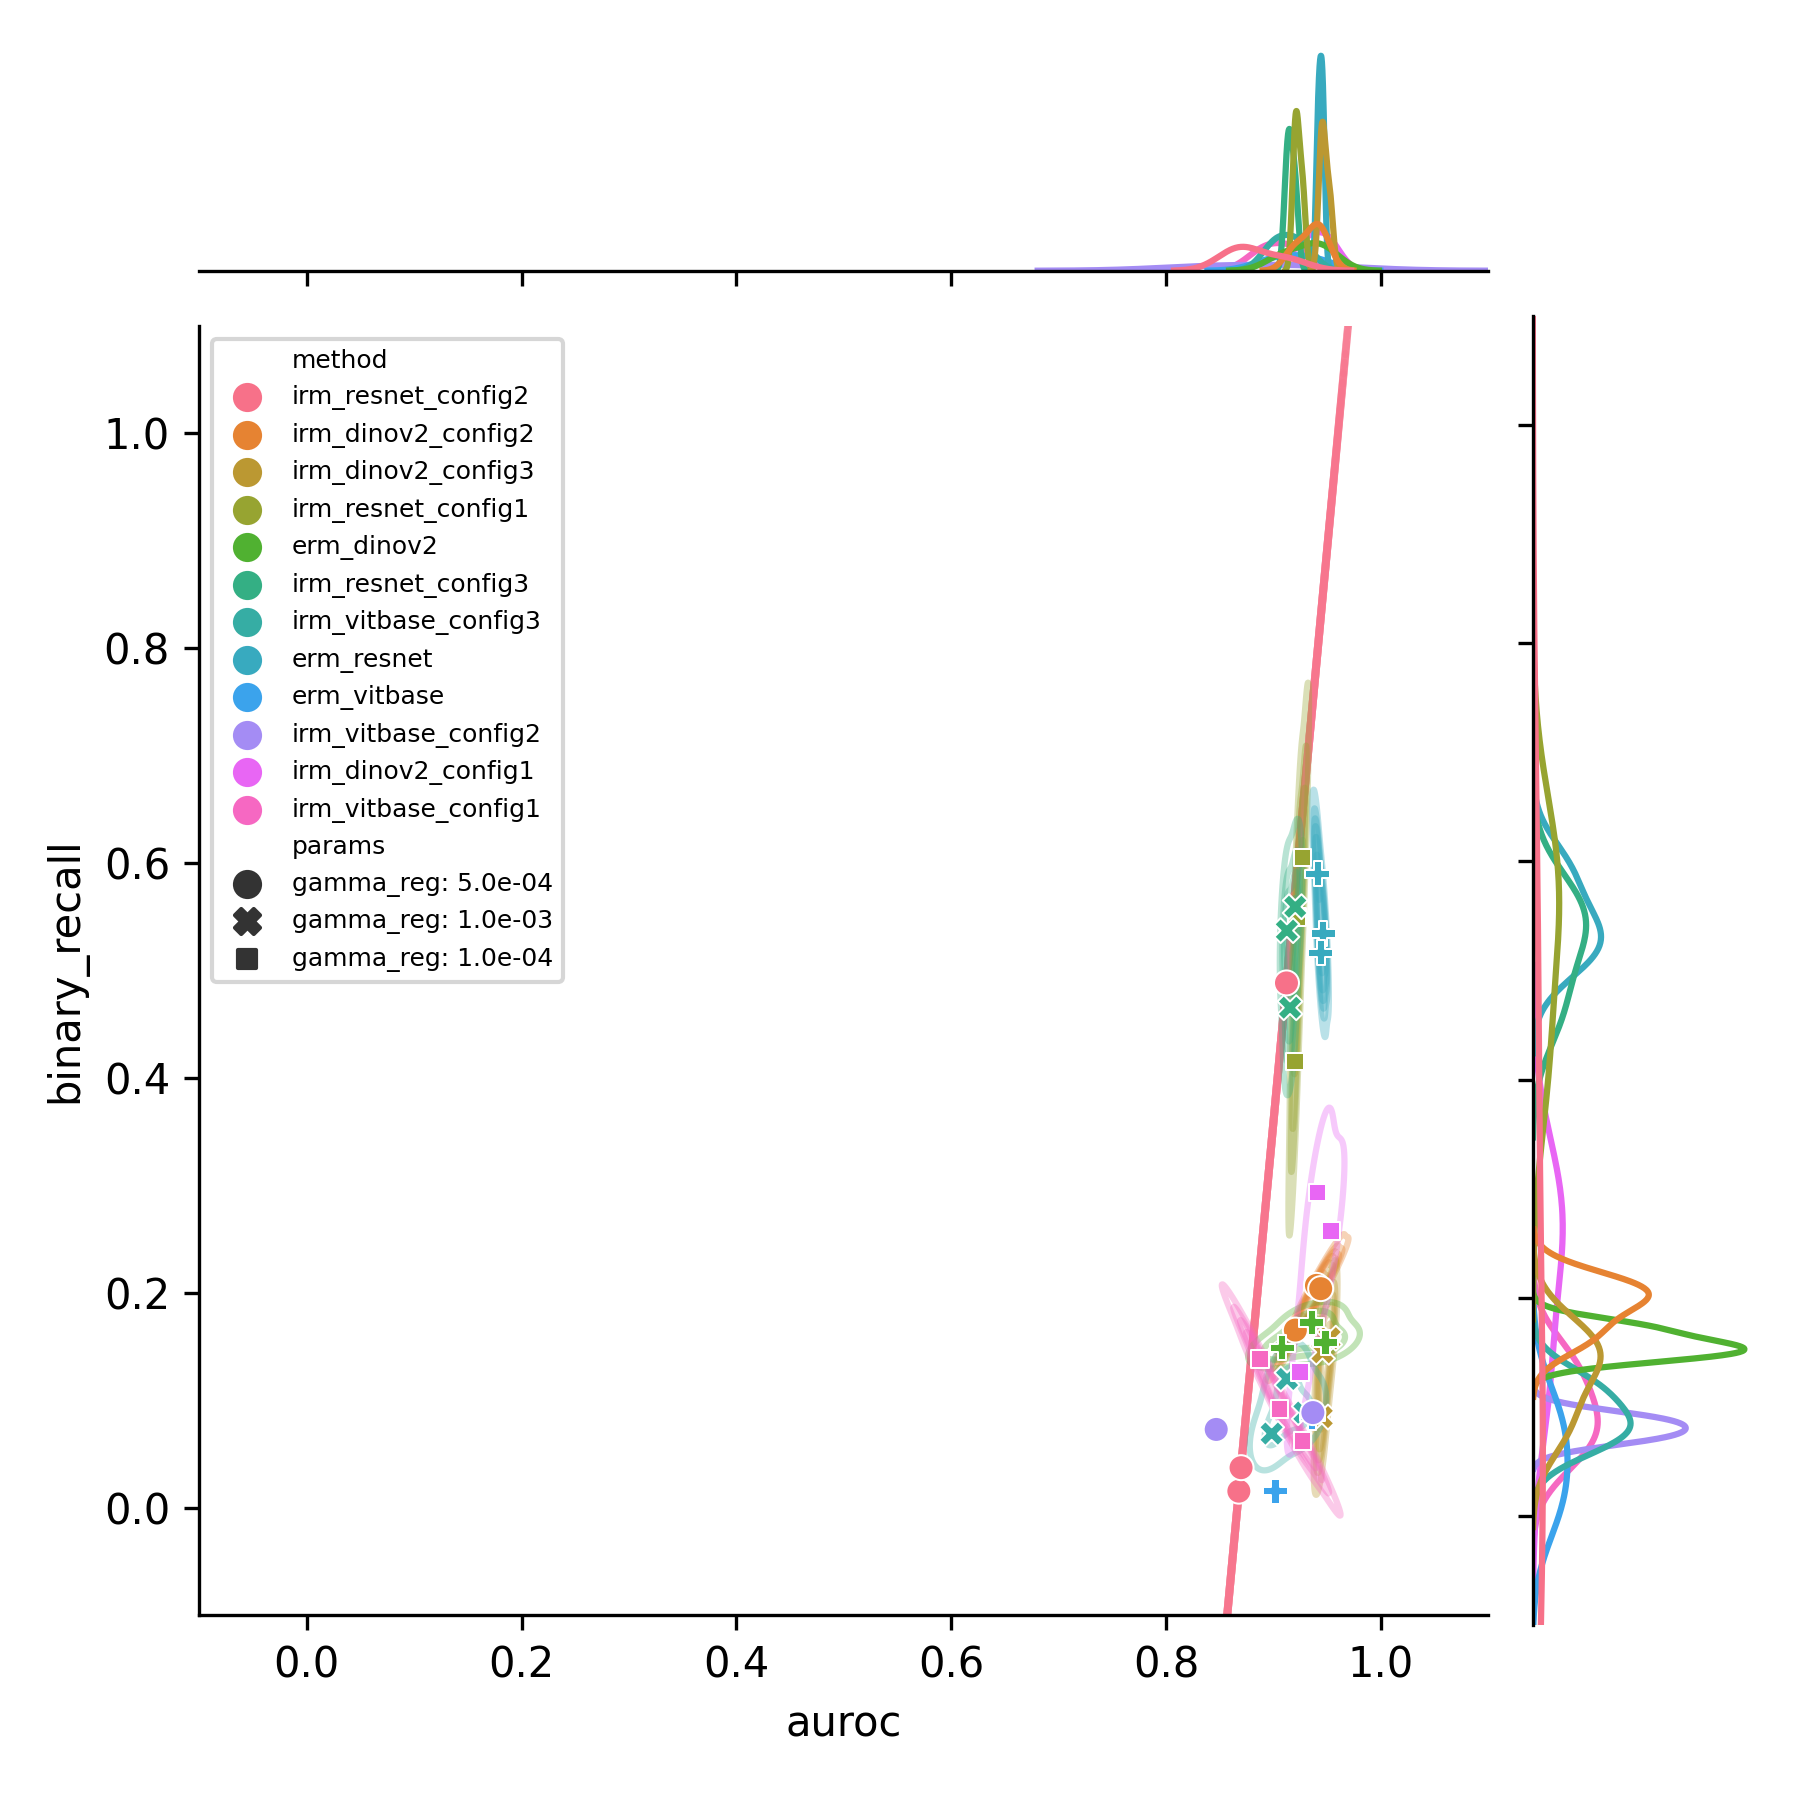 method
irm_resnet_config2
irm_dinov2_config2
irm_dinov2_config3
irm_resnet_config1
erm_dinov2
irm_resnet_config3
irm_vitbase_config3
erm_resnet
erm_vitbase
irm_vitbase_config2
irm_dinov2_config1
irm_vitbase_config1
params
gamma_reg: 5.0e-04
gamma_reg: 1.0e-03
gamma_reg: 1.0e-04
binary_recall
1.0
0.8
0.6
0.4
0.2
0.0
0.0 0.2 0.4 0.6 0.8 1.0
auroc